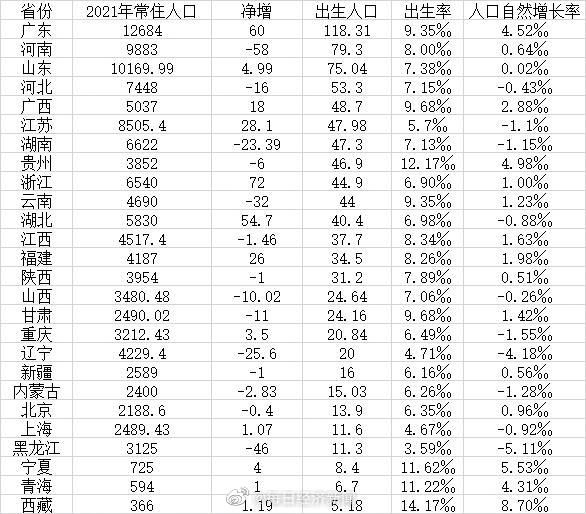 省份 2021年常住人口 净增 出生人口 出生率 人口自然增长率
广东 12684 60 118.31 9.35‰ 4.52‰
河南 9883 -58 79.3 8.00‰ 0.64‰
山东 10169.99 4.99 75.04 7.38‰ 0.02‰
河北 7448 -16 53.3 7.15‰ -0.43‰
广西 5037 18 48.7 9.68‰ 2.88‰
江苏 8505.4 28.1 47.98 5.7‰ -1.1‰
湖南 6622 -23.39 47.3 7.13‰ -1.15‰
贵州 3852 -6 46.9 12.17‰ 4.98‰
浙江 6540 72 44.9 6.90‰ 1.00‰
云南 4690 -32 44 9.35‰ 1.23‰
湖北 5830 54.7 40.4 6.98‰ -0.88‰
江西 4517.4 -1.46 37.7 8.34‰ 1.63‰
福建 4187 26 34.5 8.26‰ 1.98‰
陕西 3954 -1 31.2 7.89‰ 0.51‰
山西 3480.48 -10.02 24.64 7.06‰ -0.26‰
甘肃 2490.02 -11 24.16 9.68‰ 1.42‰
重庆 3212.43 3.5 20.84 6.49‰ -1.55‰
辽宁 4229.4 -25.6 20 4.71‰ -4.18‰
新疆 2589 -1 16 6.16‰ 0.56‰
内蒙古 2400 -2.83 15.03 6.26‰ -1.28‰
北京 2188.6 -0.4 13.9 6.35‰ 0.96‰
上海 2489.43 1.07 11.6 4.67‰ -0.92‰
黑龙江 3125 -46 11.3 3.59‰ -5.11‰
宁夏 725 4 8.4 11.62‰ 5.53‰
青海 594 1 6.7 11.22‰ 4.31‰
西藏 366 1.19 5.18 14.17‰ 8.70‰
@每日经济新闻